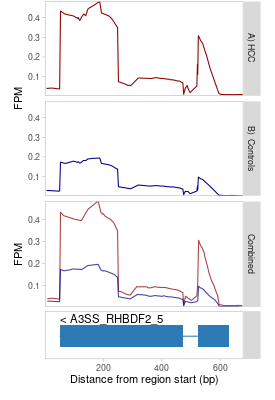 FPM
0.4
0.3
0.2
0.1
A) HCC
0.4
0.3
0.2
0.1
B) Controls
FPM
0.4
0.3
0.2
0.1
Combined
< A3SS_RHBDF2_5
200
400
600
Distance from region start (bp)